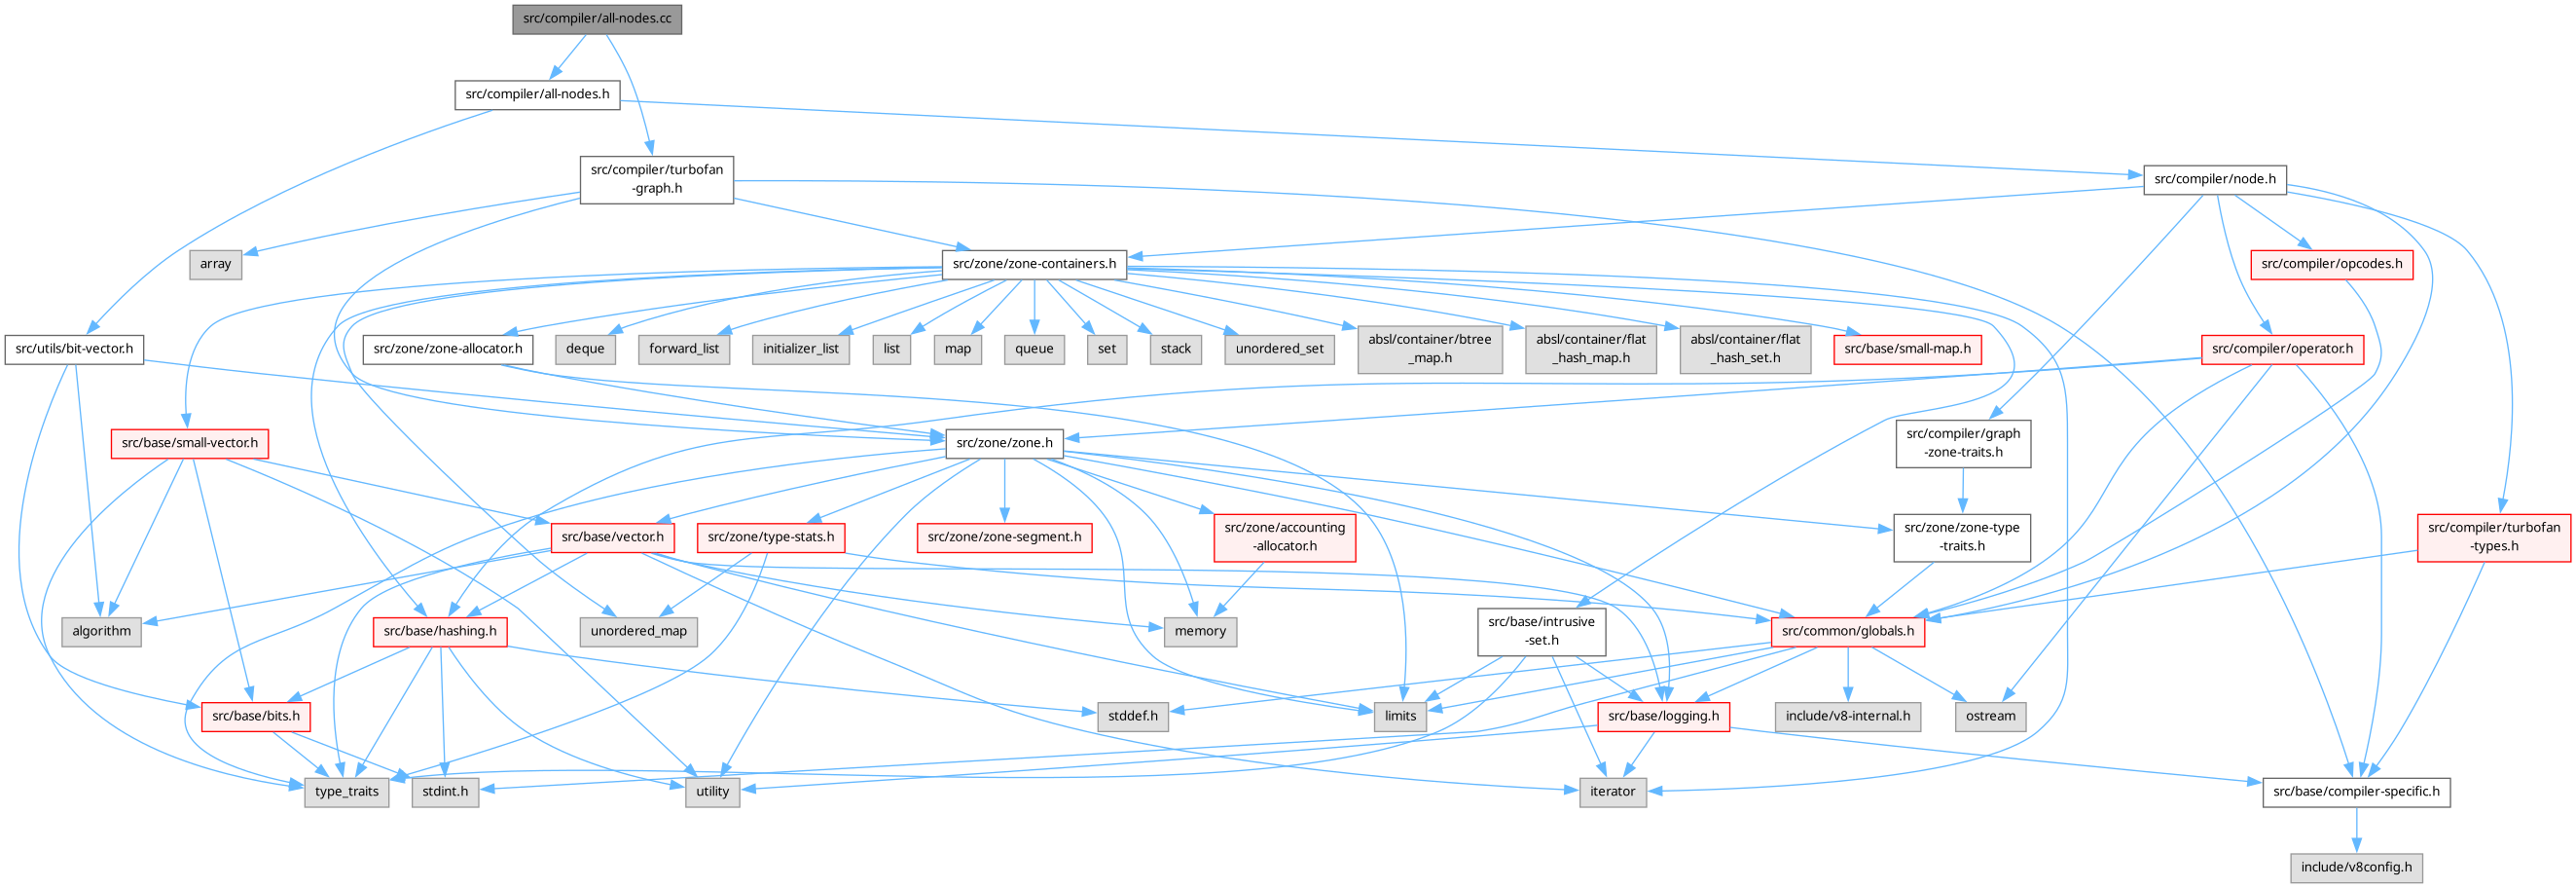 src/compiler/all-nodes.cc
src/compiler/all-nodes.h
src/compiler/turbofan
-graph.h
src/compiler/node.h
array
src/zone/zone-containers.h
src/compiler/opcodes.h
src/utils/bit-vector.h
src/zone/zone-allocator.h
deque
forward_list
initializer_list
list
map
queue
set
stack
unordered_set
absl/container/btree
_map.h
absl/container/flat
_hash_map.h
absl/container/flat
_hash_set.h
src/base/small-map.h
src/compiler/operator.h
src/base/small-vector.h
src/zone/zone.h
src/compiler/graph
-zone-traits.h
src/base/vector.h
src/zone/type-stats.h
src/zone/zone-segment.h
src/zone/accounting
-allocator.h
src/zone/zone-type
-traits.h
src/compiler/turbofan
-types.h
algorithm
src/base/hashing.h
unordered_map
memory
src/base/intrusive
-set.h
src/common/globals.h
src/base/bits.h
stddef.h
limits
src/base/logging.h
include/v8-internal.h
ostream
type_traits
stdint.h
utility
iterator
src/base/compiler-specific.h
include/v8config.h